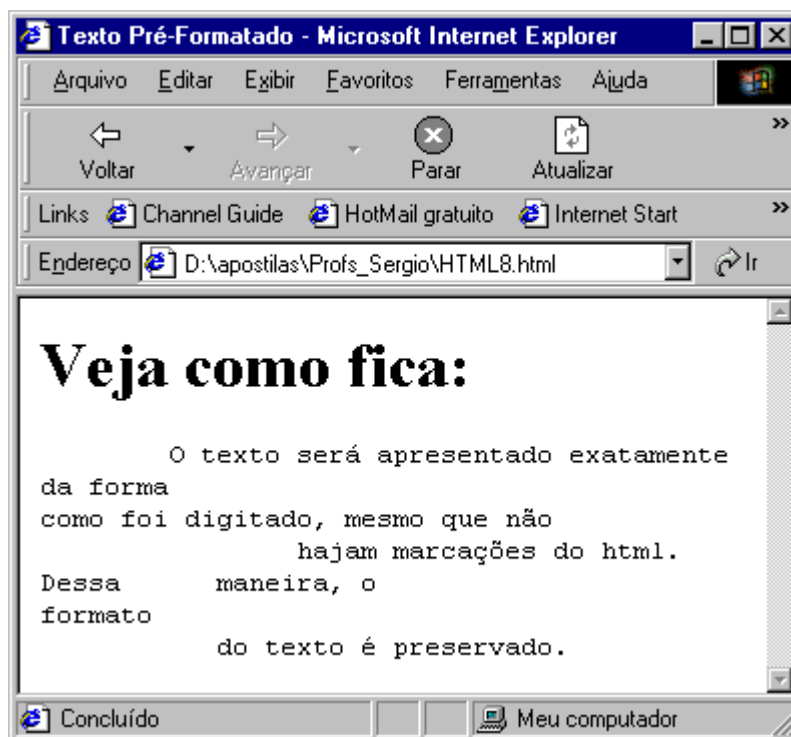 Texto Pré-Formatado - Microsoft Internet Explorer
Arquivo Editar Exibir Favoritos Ferramentas Ajuda
Voltar Avançar Parar Atualizar »
Links Channel Guide HotMail gratuito Internet Start »
Endereço D:\apostilas\Profs_Sergio\HTML8.html Ir
Veja como fica:
O texto será apresentado exatamente
da forma
como foi digitado, mesmo que não
hajam marcações do html.
Dessa maneira, o
formato
do texto é preservado.
Concluído Meu computador